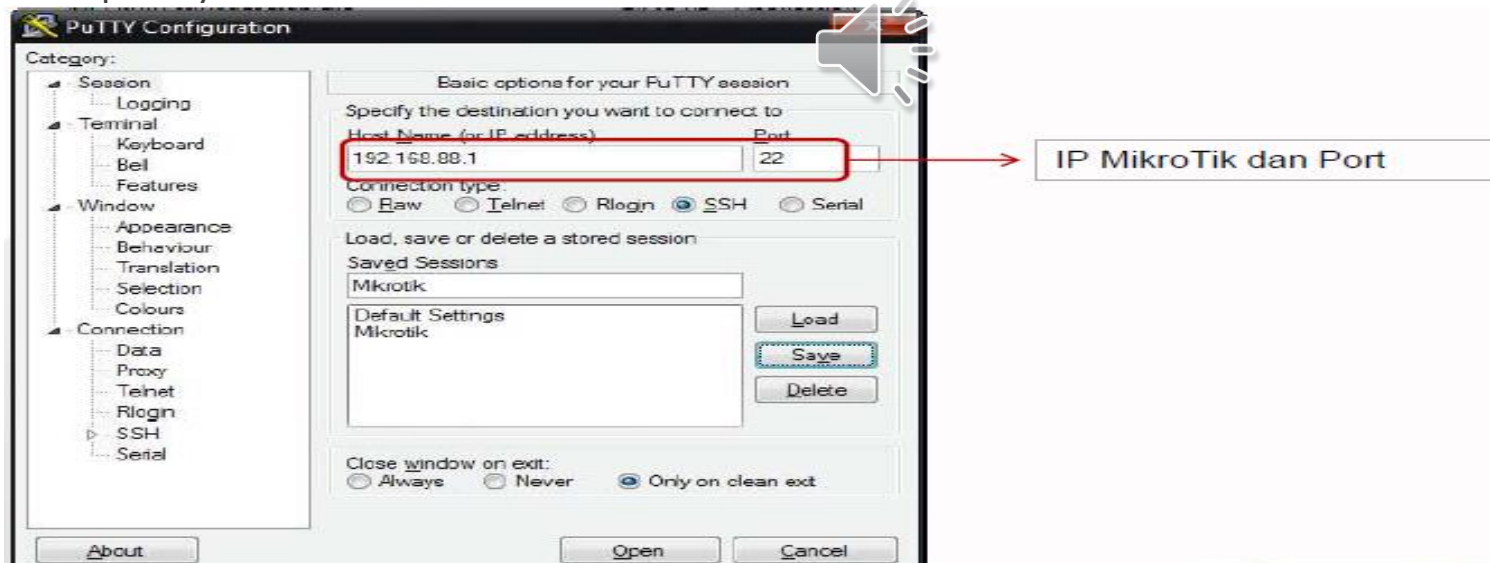 PuTTY Configuration
Category:
Session
Logging
Terminal
Keyboard
Bell
Features
Window
Appearance
Behaviour
Translation
Selection
Colours
Connection
Data
Proxy
Telnet
Rlogin
SSH
Serial
Basic options for your PuTTY session
Specify the destination you want to connect to
Host Name (or IP address) Port
192.168.88.1 22
Connection type:
Raw Telnet Rlogin SSH Serial
Load, save or delete a stored session
Saved Sessions
Mikrotik
Default Settings
Mikrotik
Load
Save
Delete
Close window on exit:
Always Never Only on clean exit
About Open Cancel
IP MikroTik dan Port